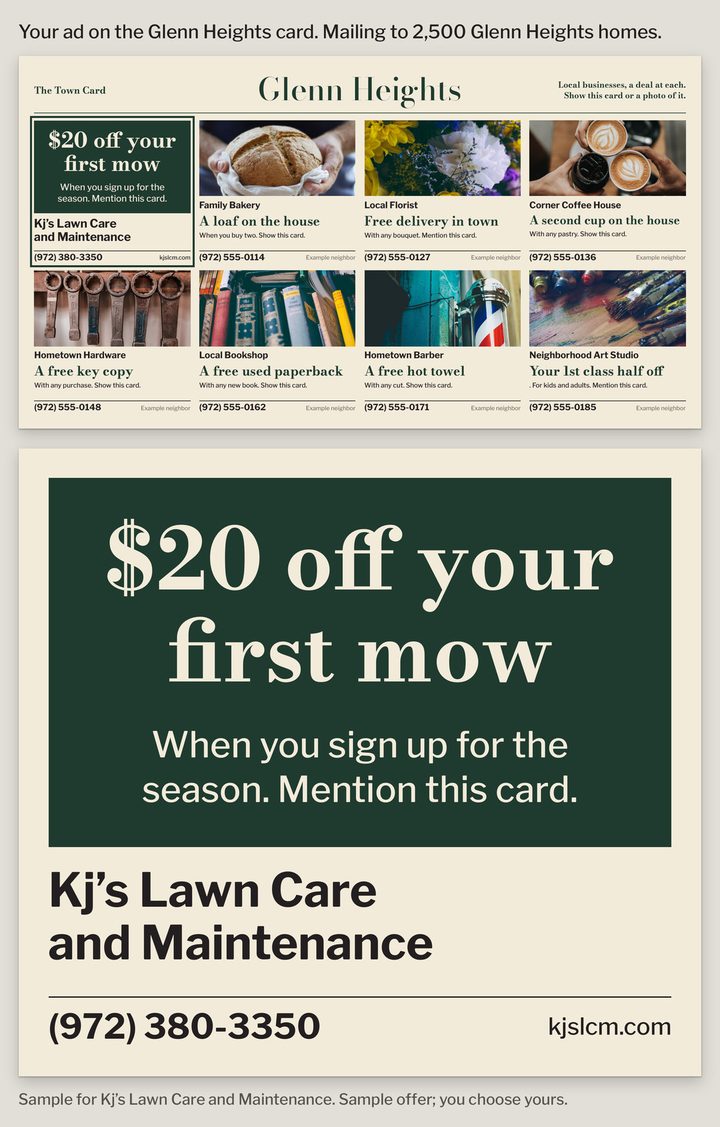 Your ad on the Glenn Heights card. Mailing to 2,500 Glenn Heights homes.
The Town Card
Glenn Heights
Local businesses, a deal at each.
Show this card or a photo of it.
$20 off your
first mow
When you sign up for the
season. Mention this card.
Kj's Lawn Care
and Maintenance
(972) 380-3350
kjslcm.com
Family Bakery
A loaf on the house
When you buy two. Show this card.
(972) 555-0114
Example neighbor
Local Florist
Free delivery in town
With any bouquet. Mention this card.
(972) 555-0127
Example neighbor
Corner Coffee House
A second cup on the house
With any pastry. Show this card.
(972) 555-0136
Example neighbor
Hometown Hardware
A free key copy
With any purchase. Show this card.
(972) 555-0148
Example neighbor
Local Bookshop
A free used paperback
With any new book. Show this card.
(972) 555-0162
Example neighbor
Hometown Barber
A free hot towel
With any cut. Show this card.
(972) 555-0171
Example neighbor
Neighborhood Art Studio
Your 1st class half off
. For kids and adults. Mention this card.
(972) 555-0185
Example neighbor
$20 off your
first mow
When you sign up for the
season. Mention this card.
Kj's Lawn Care
and Maintenance
(972) 380-3350
kjslcm.com
Sample for Kj's Lawn Care and Maintenance. Sample offer; you choose yours.